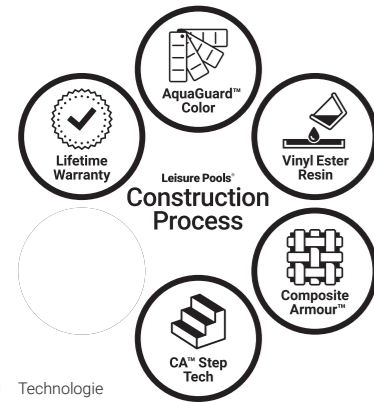 AquaGuard™
Color
Lifetime
Warranty
Vinyl Ester
Resin
Leisure Pools®
Construction
Process
Composite
Armour™
CA™ Step
Tech
Technologie